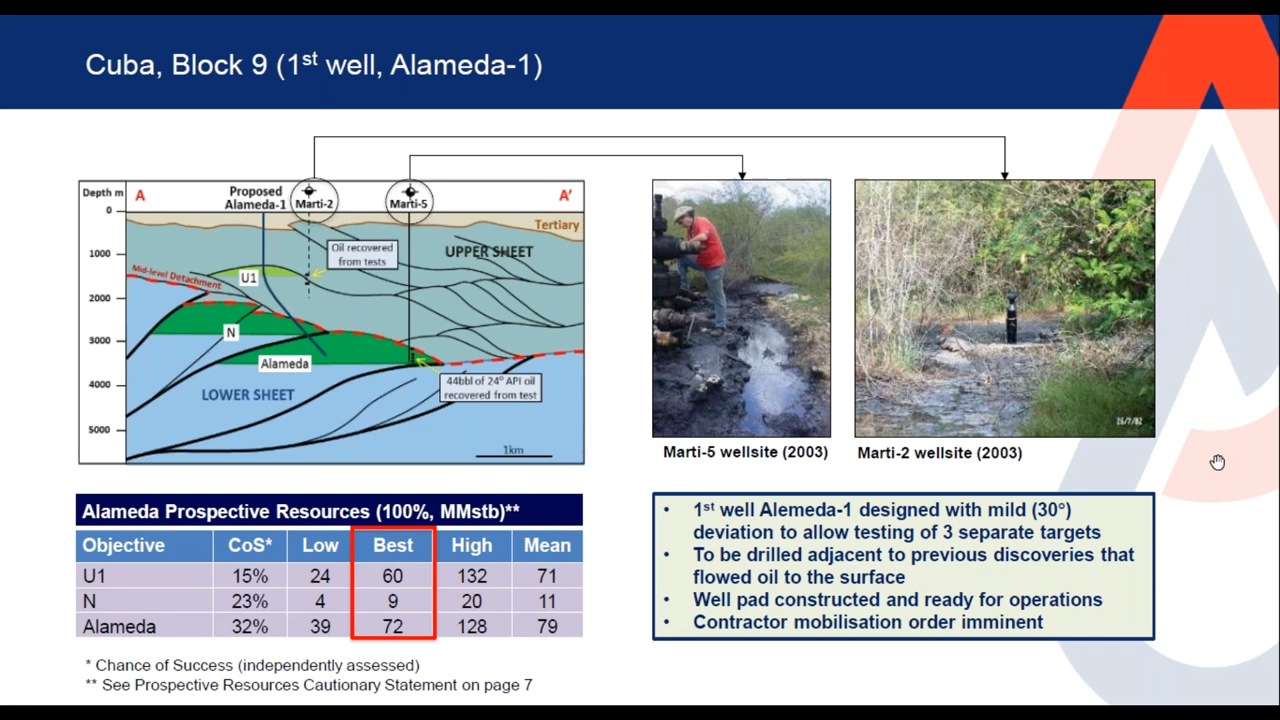 Cuba, Block 9 (1st well, Alameda-1)
Depth m
A
Proposed
Alameda-1
Marti-2
Marti-5
A'
0
1000
2000
3000
4000
5000
Tertiary
UPPER SHEET
Oil recovered
from tests
Mid-level Detachment
U1
N
Alameda
LOWER SHEET
44bbl of 24° API oil
recovered from test
1km
26/7/02
Marti-5 wellsite (2003)
Marti-2 wellsite (2003)
Alameda Prospective Resources (100%, MMstb)**
Objective CoS* Low Best High Mean
U1 15% 24 60 132 71
N 23% 4 9 20 11
Alameda 32% 39 72 128 79
* Chance of Success (independently assessed)
** See Prospective Resources Cautionary Statement on page 7
• 1st well Alemeda-1 designed with mild (30°)
deviation to allow testing of 3 separate targets
• To be drilled adjacent to previous discoveries that
flowed oil to the surface
• Well pad constructed and ready for operations
• Contractor mobilisation order imminent